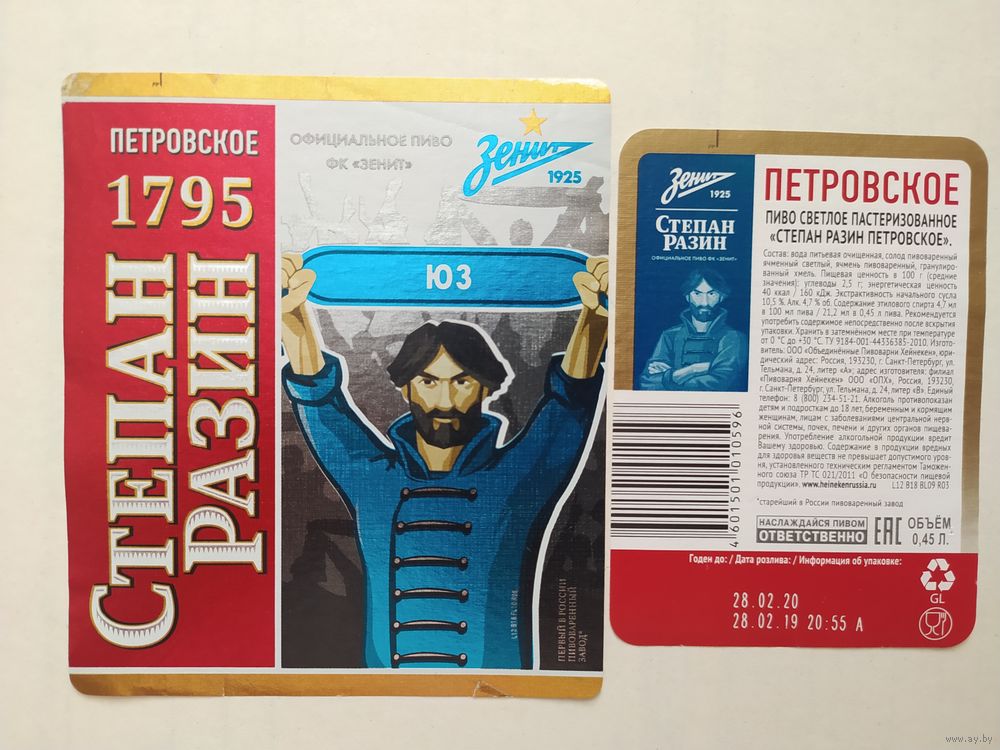 ПЕТРОВСКОЕ
1795
СТЕПАН
РАЗИН
ОФИЦИАЛЬНОЕ ПИВО
ФК «ЗЕНИТ»
Зенит
1925
ЮЗ
ПЕРВЫЙ В РОССИИ
ПИВОВАРЕННЫЙ
ЗАВОД*
Зенит
1925
СТЕПАН
РАЗИН
ОФИЦИАЛЬНОЕ ПИВО ФК «ЗЕНИТ»
ПЕТРОВСКОЕ
ПИВО СВЕТЛОЕ ПАСТЕРИЗОВАННОЕ
«СТЕПАН РАЗИН ПЕТРОВСКОЕ».
Состав: вода питьевая очищенная, солод пивоваренный
ячменный светлый, ячмень пивоваренный, гранулиро-
ванный хмель. Пищевая ценность в 100 г (средние
значения): углеводы 2,5 г; энергетическая ценность
40 ккал / 160 кДж. Экстрактивность начального сусла
10,5 %. Алк. 4,7 % об. Содержание этилового спирта 4,7 мл
в 100 мл пива / 21,2 мл в 0,45 л пива. Рекомендуется
употребить содержимое непосредственно после вскрытия
упаковки. Хранить в затемнённом месте при температуре
от 0 °С до +30 °С. ТУ 9184-001-44336385-2010. Изгото-
витель: ООО «Объединённые Пивоварни Хейнекен», юри-
дический адрес: Россия, 193230, г. Санкт-Петербург, ул.
Тельмана, д. 24, литер «А»; адрес изготовителя: филиал
«Пивоварня Хейнекен» ООО «ОПХ», Россия, 193230,
г. Санкт-Петербург, ул. Тельмана, д. 24, литер «В». Единый
телефон: 8 (800) 234-51-21. Алкоголь противопоказан
детям и подросткам до 18 лет, беременным и кормящим
женщинам, лицам с заболеваниями центральной нерв-
ной системы, почек, печени и других органов пищева-
рения. Употребление алкогольной продукции вредит
Вашему здоровью. Содержание в продукции вредных
для здоровья веществ не превышает допустимого уров-
ня, установленного техническим регламентом Таможен-
ного союза ТР ТС 021/2011 «О безопасности пищевой
продукции». www.heinekenrussia.ru L12 B18 BL09 R03
*старейший в России пивоваренный завод
4 601501 010596
НАСЛАЖДАЙСЯ ПИВОМ
ОТВЕТСТВЕННО
EAC
ОБЪЁМ
0,45 Л.
Годен до: / Дата розлива: / Информация об упаковке:
28.02.20
28.02.19 20:55 А
GL
www.ay.by